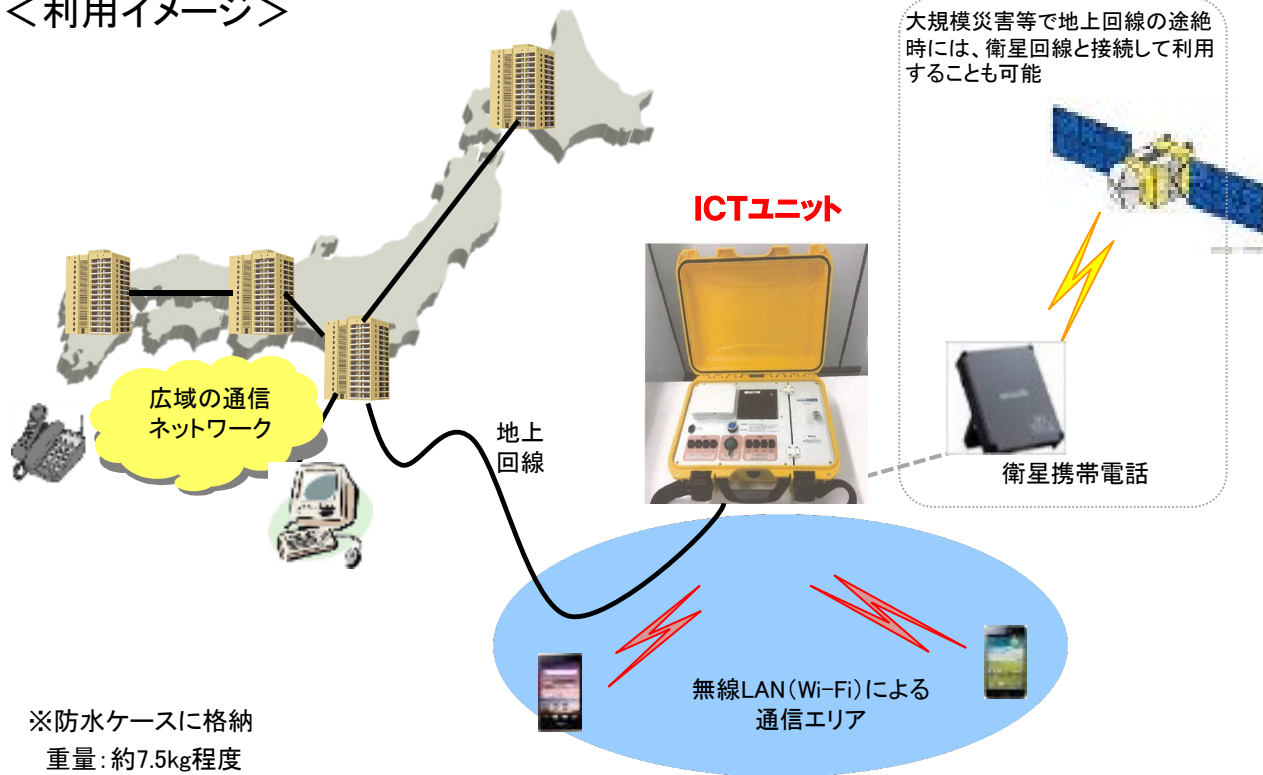 ＜利用イメージ＞
大規模災害等で地上回線の途絶
時には、衛星回線と接続して利用
することも可能
ICTユニット
広域の通信
ネットワーク
地上
回線
衛星携帯電話
無線LAN（Wi-Fi）による
通信エリア
※防水ケースに格納
重量：約7.5kg程度